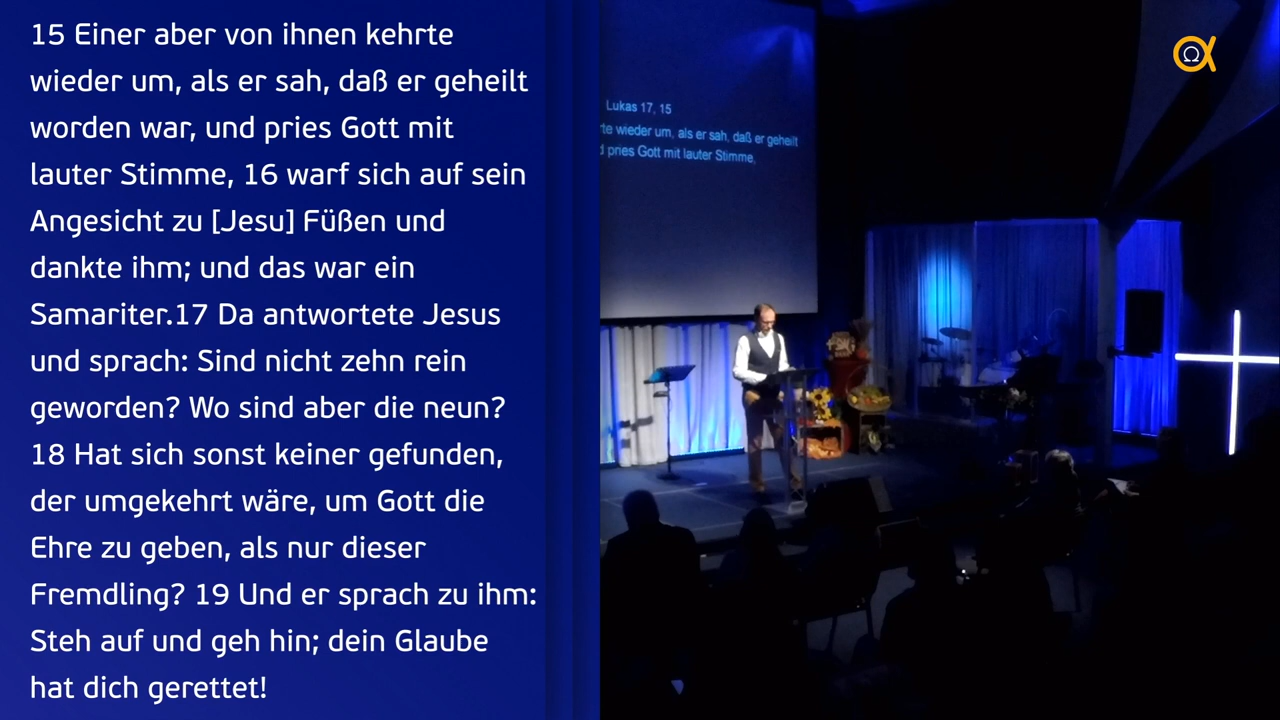 15 Einer aber von ihnen kehrte
wieder um, als er sah, daß er geheilt
worden war, und pries Gott mit
lauter Stimme, 16 warf sich auf sein
Angesicht zu [Jesu] Füßen und
dankte ihm; und das war ein
Samariter.17 Da antwortete Jesus
und sprach: Sind nicht zehn rein
geworden? Wo sind aber die neun?
18 Hat sich sonst keiner gefunden,
der umgekehrt wäre, um Gott die
Ehre zu geben, als nur dieser
Fremdling? 19 Und er sprach zu ihm:
Steh auf und geh hin; dein Glaube
hat dich gerettet!
Lukas 17, 15
te wieder um, als er sah, daß er geheilt
d pries Gott mit lauter Stimme,